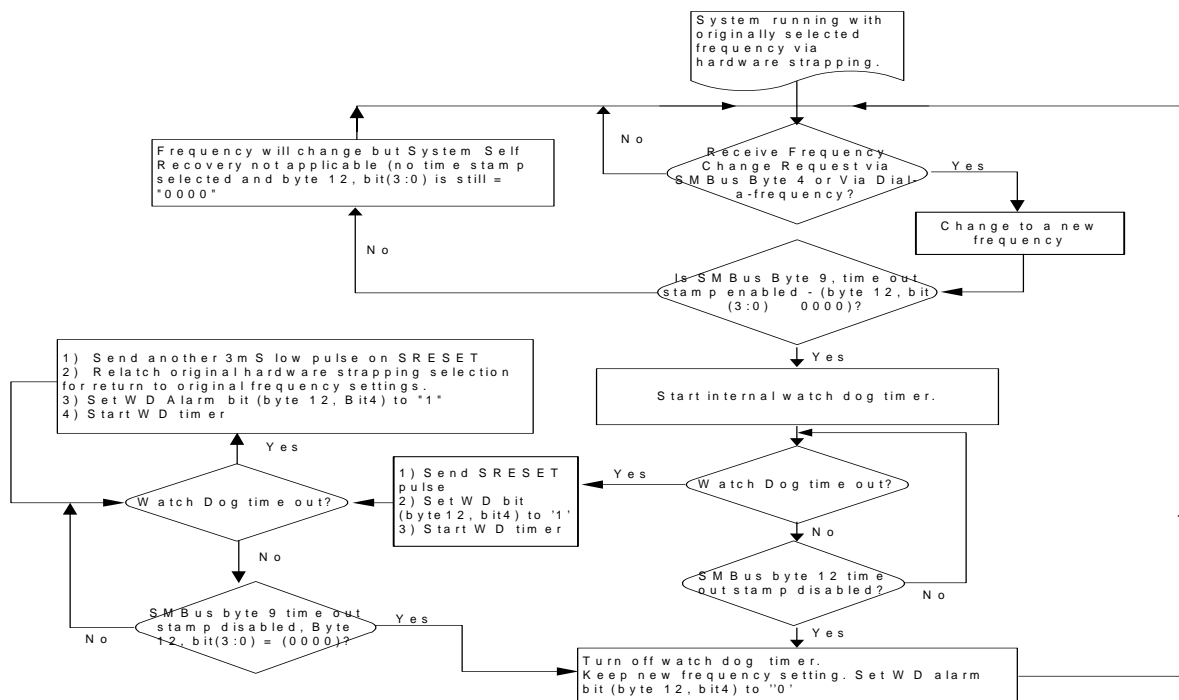 System running with
originally selected
frequency via
hardware strapping.
No
Receive Frequency
Change Request via
SMBus Byte 4 or Via Dial-
a-frequency?
Yes
Frequency will change but System Self
Recovery not applicable (no time stamp
selected and byte 12, bit(3:0) is still =
"0000"
Change to a new
frequency
No
Is SMBus Byte 9, time out
stamp enabled - (byte 12, bit
(3:0) 0000)?
Yes
1) Send another 3mS low pulse on SRESET
2) Relatch original hardware strapping selection
for return to original frequency settings.
3) Set WD Alarm bit (byte 12, Bit4) to "1"
4) Start WD timer
Start internal watch dog timer.
Yes
Watch Dog time out?
1) Send SRESET
pulse
2) Set WD bit
(byte12, bit4) to '1'
3) Start WD timer
Yes
Watch Dog time out?
No
No
SMBus byte 12 time
out stamp disabled?
No
SMBus byte 9 time out
stamp disabled, Byte
12, bit(3:0) = (0000)?
No
Yes
Yes
Turn off watch dog timer.
Keep new frequency setting. Set WD alarm
bit (byte 12, bit4) to ''0'